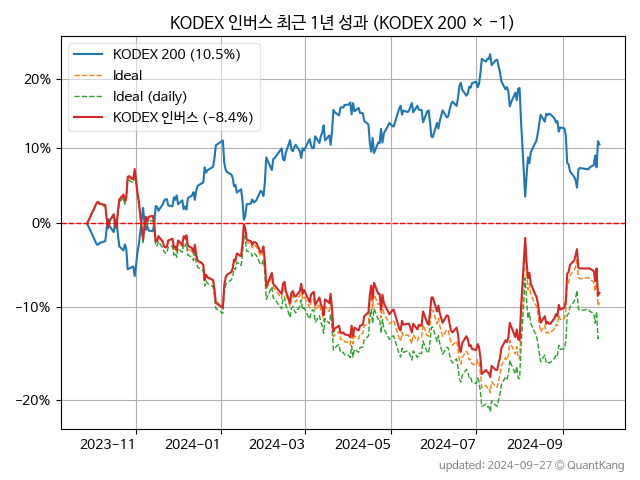 KODEX 인버스 최근 1년 성과 (KODEX 200 × -1)
KODEX 200 (10.5%)
Ideal
Ideal (daily)
KODEX 인버스 (-8.4%)
20%
10%
0%
-10%
-20%
2023-11
2024-01
2024-03
2024-05
2024-07
2024-09
updated: 2024-09-27 © QuantKang